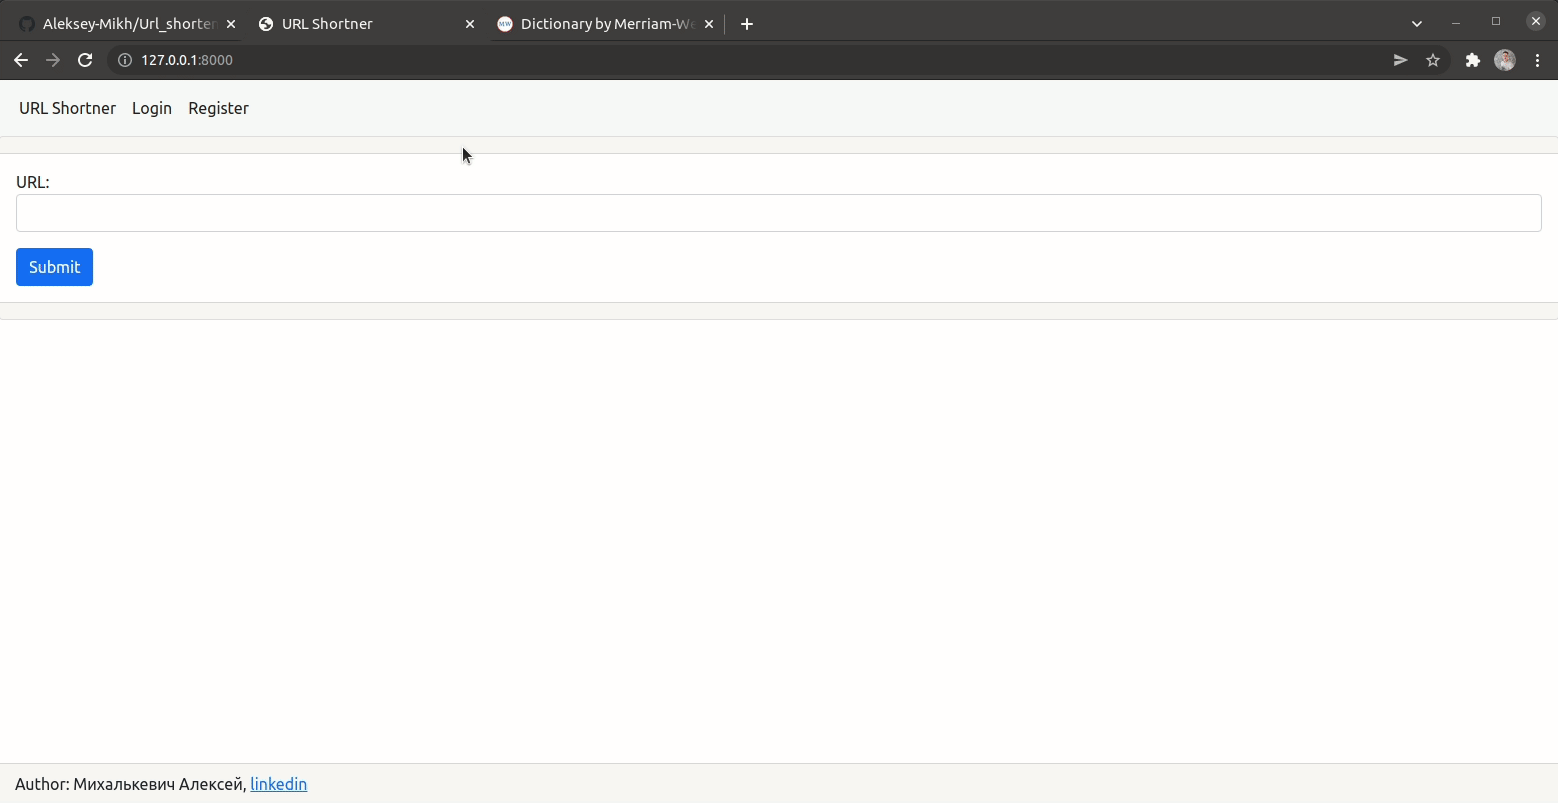 Aleksey-Mikh/Url_shorter
URL Shortner
Dictionary by Merriam-We
127.0.0.1:8000
URL Shortner Login Register
URL:
Submit
Author: Михалькевич Алексей, linkedin